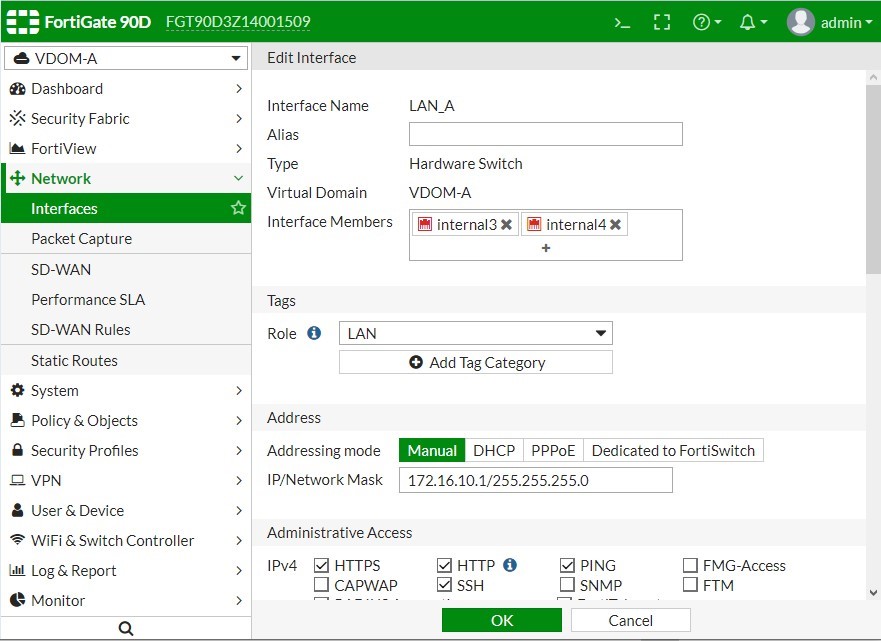 FortiGate 90D FGT90D3Z14001509 >_ admin
VDOM-A
Dashboard
Security Fabric
FortiView
Network
Interfaces
Packet Capture
SD-WAN
Performance SLA
SD-WAN Rules
Static Routes
System
Policy & Objects
Security Profiles
VPN
User & Device
WiFi & Switch Controller
Log & Report
Monitor
Edit Interface
Interface Name LAN_A
Alias
Type Hardware Switch
Virtual Domain VDOM-A
Interface Members internal3 internal4
+
Tags
Role LAN
Add Tag Category
Address
Addressing mode Manual DHCP PPPoE Dedicated to FortiSwitch
IP/Network Mask 172.16.10.1/255.255.255.0
Administrative Access
IPv4 HTTPS HTTP PING FMG-Access
CAPWAP SSH SNMP FTM
OK Cancel